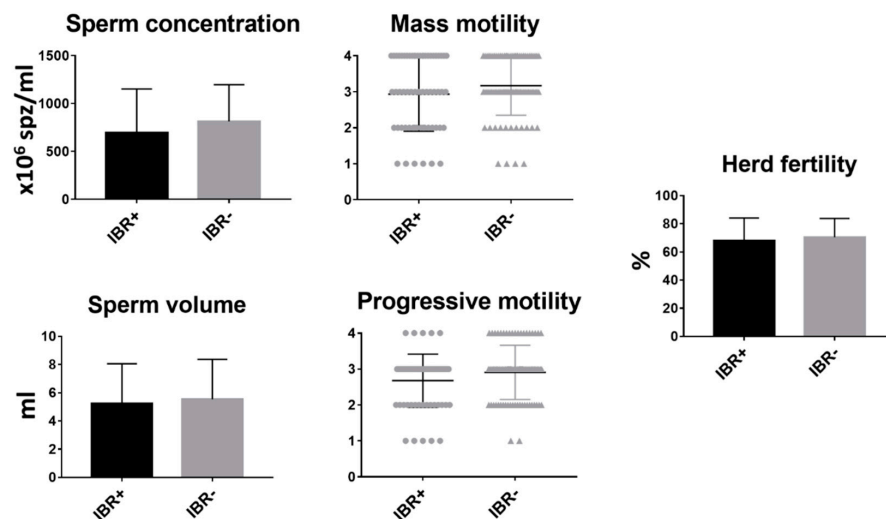 Sperm concentration
x10⁶ spz/ml
1500
1000
500
0
IBR+
IBR-
Mass motility
4
3
2
1
0
IBR+
IBR-
Herd fertility
%
100
80
60
40
20
0
IBR+
IBR-
Sperm volume
ml
10
8
6
4
2
0
IBR+
IBR-
Progressive motility
4
3
2
1
0
IBR+
IBR-